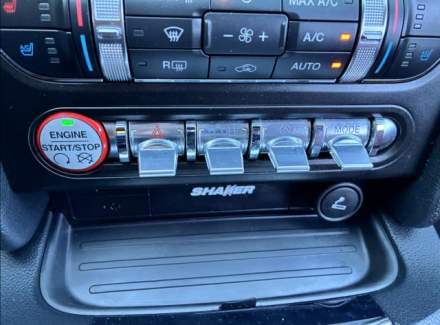 MAX A/C
A/C
R
AUTO
ENGINE
START/STOP
MODE
SHAKER